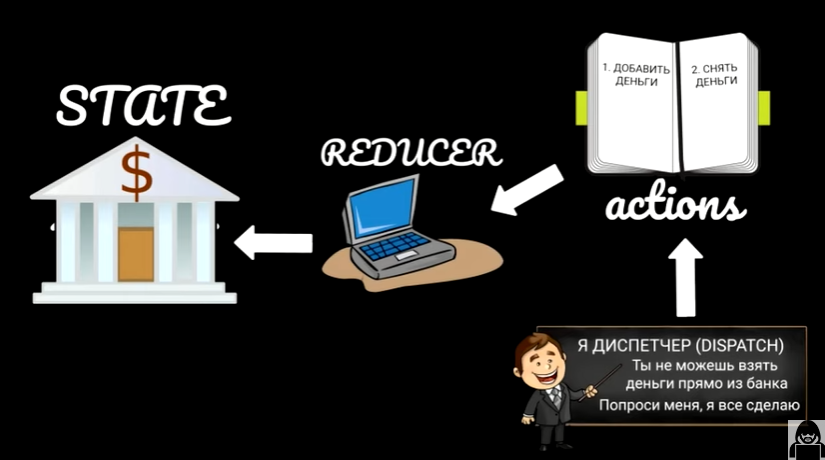 STATE
$
REDUCER
1. ДОБАВИТЬ
ДЕНЬГИ
2. СНЯТЬ
ДЕНЬГИ
actions
Я ДИСПЕТЧЕР (DISPATCH)
Ты не можешь взять
деньги прямо из банка
Попроси меня, я все сделаю